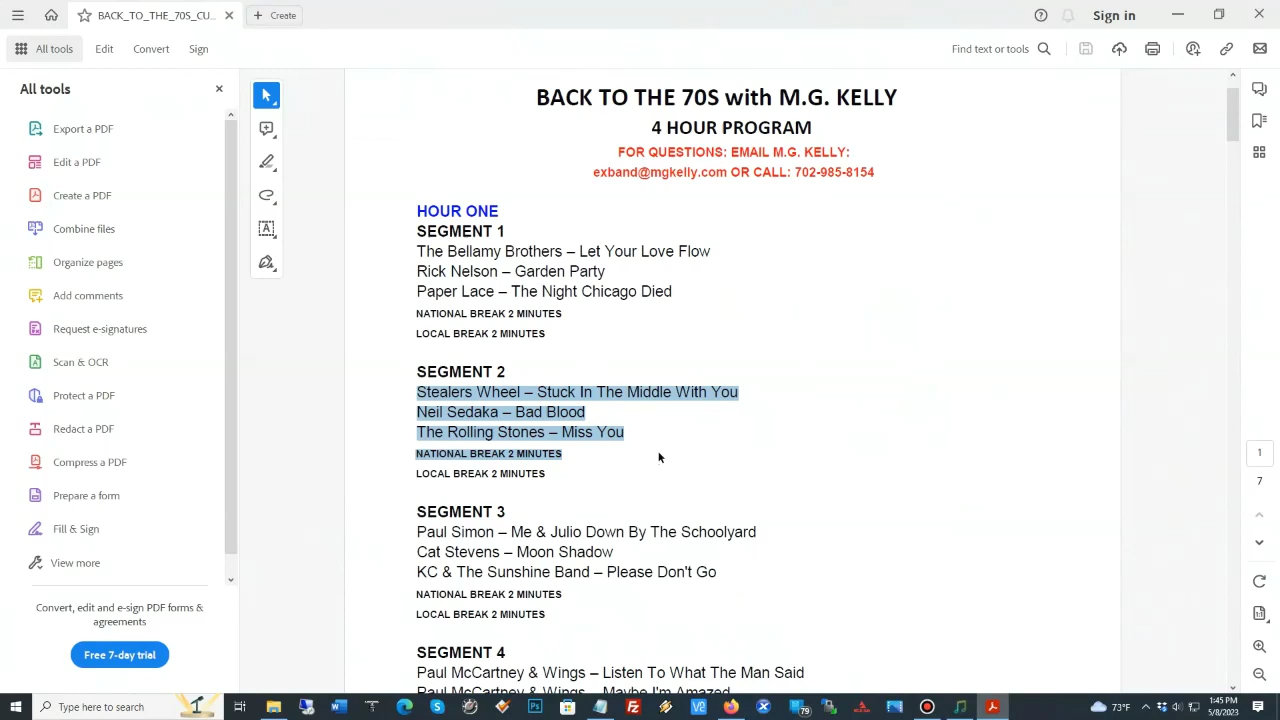 BACK_TO_THE_70S_CU...
Create
Sign in
All tools
Edit
Convert
Sign
Find text or tools
All tools
Export a PDF
Edit a PDF
Create a PDF
Combine files
Organize pages
Add comments
Request e-signatures
Scan & OCR
Protect a PDF
Redact a PDF
Compress a PDF
Prepare a form
Fill & Sign
View more
Convert, edit and e-sign PDF forms &
agreements
Free 7-day trial
BACK TO THE 70S with M.G. KELLY
4 HOUR PROGRAM
FOR QUESTIONS: EMAIL M.G. KELLY:
exband@mgkelly.com OR CALL: 702-985-8154
HOUR ONE
SEGMENT 1
The Bellamy Brothers – Let Your Love Flow
Rick Nelson – Garden Party
Paper Lace – The Night Chicago Died
NATIONAL BREAK 2 MINUTES
LOCAL BREAK 2 MINUTES
SEGMENT 2
Stealers Wheel – Stuck In The Middle With You
Neil Sedaka – Bad Blood
The Rolling Stones – Miss You
NATIONAL BREAK 2 MINUTES
LOCAL BREAK 2 MINUTES
SEGMENT 3
Paul Simon – Me & Julio Down By The Schoolyard
Cat Stevens – Moon Shadow
KC & The Sunshine Band – Please Don't Go
NATIONAL BREAK 2 MINUTES
LOCAL BREAK 2 MINUTES
SEGMENT 4
Paul McCartney & Wings – Listen To What The Man Said
Paul McCartney & Wings – Maybe I'm Amazed
1
7
Type here to search
79
73°F
1:45 PM
5/8/2023